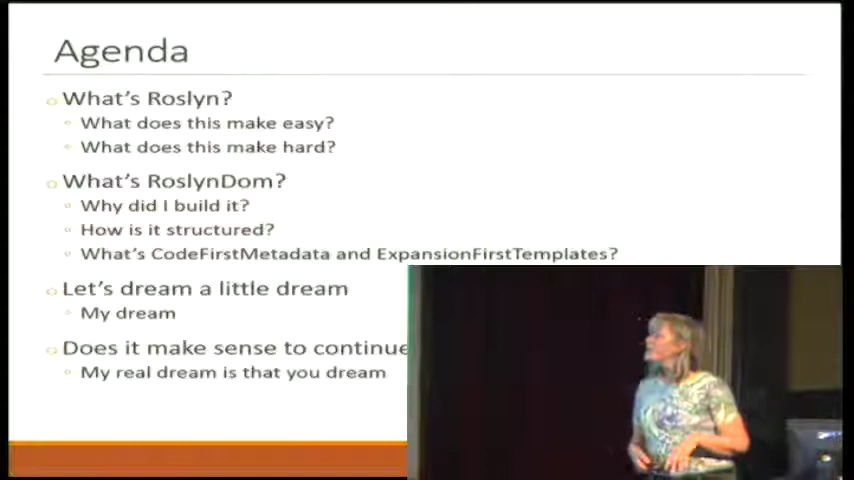 Agenda
What's Roslyn?
What does this make easy?
What does this make hard?
What's RoslynDom?
Why did I build it?
How is it structured?
What's CodeFirstMetadata and ExpansionFirstTemplates?
Let's dream a little dream
My dream
Does it make sense to continue
My real dream is that you dream